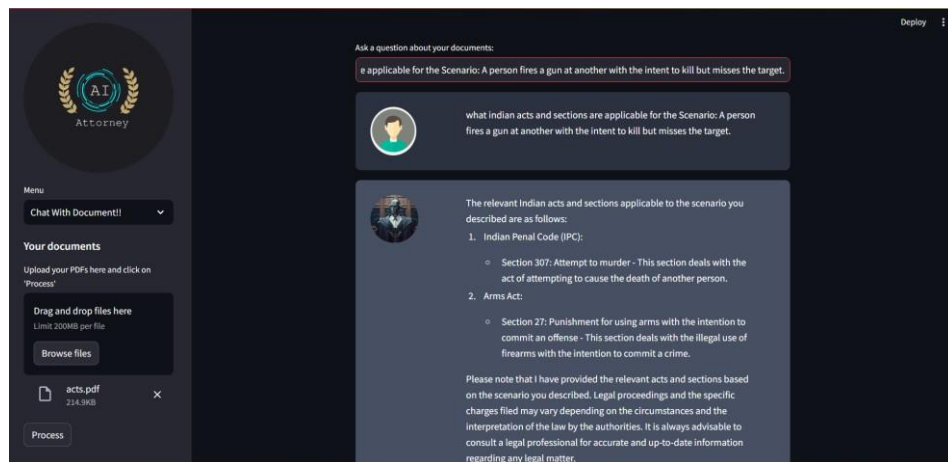 AI
Attorney
Menu
Chat With Document!!
Your documents
Upload your PDFs here and click on
'Process'
Drag and drop files here
Limit 200MB per file
Browse files
acts.pdf
214.9KB
Process
Deploy
Ask a question about your documents:
e applicable for the Scenario: A person fires a gun at another with the intent to kill but misses the target.
what indian acts and sections are applicable for the Scenario: A person
fires a gun at another with the intent to kill but misses the target.
The relevant Indian acts and sections applicable to the scenario you
described are as follows:
1. Indian Penal Code (IPC):
○ Section 307: Attempt to murder - This section deals with the
act of attempting to cause the death of another person.
2. Arms Act:
○ Section 27: Punishment for using arms with the intention to
commit an offense - This section deals with the illegal use of
firearms with the intention to commit a crime.
Please note that I have provided the relevant acts and sections based
on the scenario you described. Legal proceedings and the specific
charges filed may vary depending on the circumstances and the
interpretation of the law by the authorities. It is always advisable to
consult a legal professional for accurate and up-to-date information
regarding any legal matter.